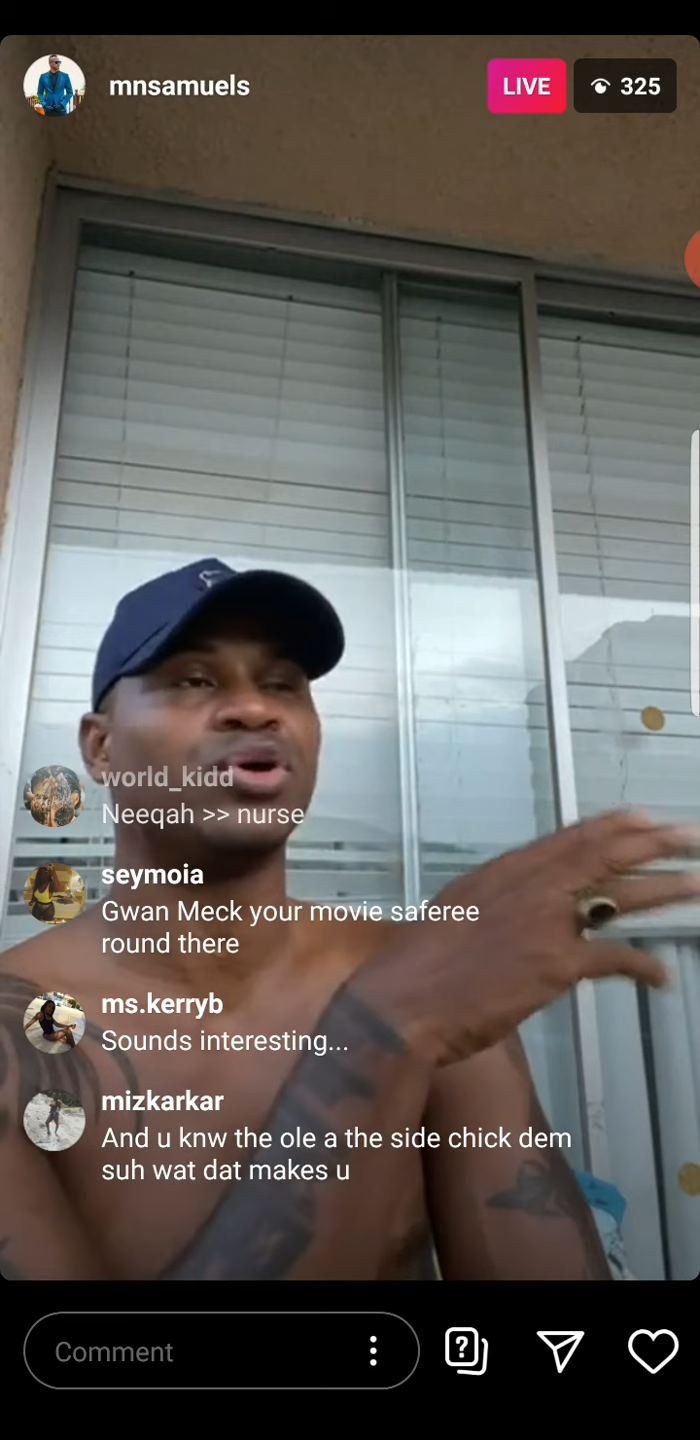 mnsamuels
LIVE
325
world_kidd
Neeqah >> nurse
seymoia
Gwan Meck your movie saferee
round there
ms.kerryb
Sounds interesting...
mizkarkar
And u knw the ole a the side chick dem
suh wat dat makes u
Comment
?